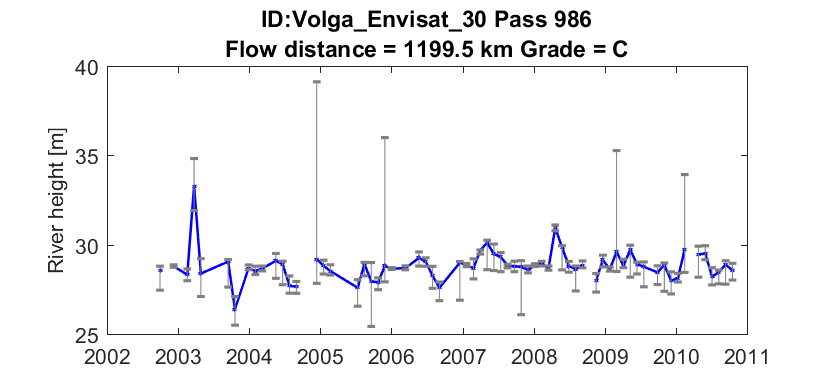 ID:Volga_Envisat_30 Pass 986
Flow distance = 1199.5 km Grade = C
River height [m]
40
35
30
25
2002 2003 2004 2005 2006 2007 2008 2009 2010 2011